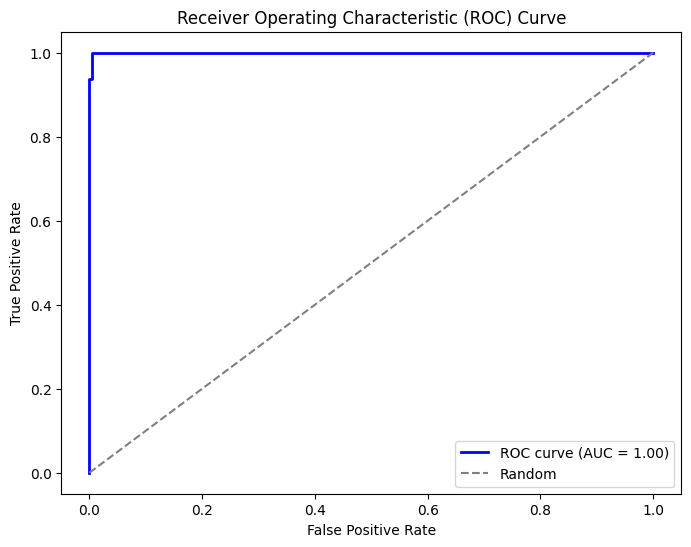 Receiver Operating Characteristic (ROC) Curve
True Positive Rate
1.0
0.8
0.6
0.4
0.2
0.0
0.0 0.2 0.4 0.6 0.8 1.0
False Positive Rate
ROC curve (AUC = 1.00)
Random